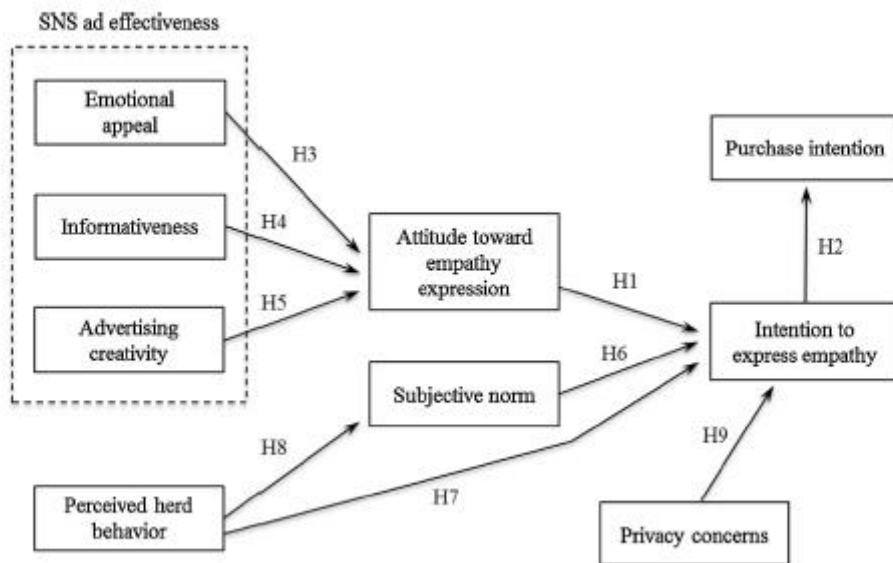 SNS ad effectiveness
Emotional
appeal
H3
Purchase intention
Informativeness
H4
Attitude toward
empathy
expression
H2
H1
H5
Advertising
creativity
Intention to
express empathy
H6
Subjective norm
H8
H9
H7
Perceived herd
behavior
Privacy concerns